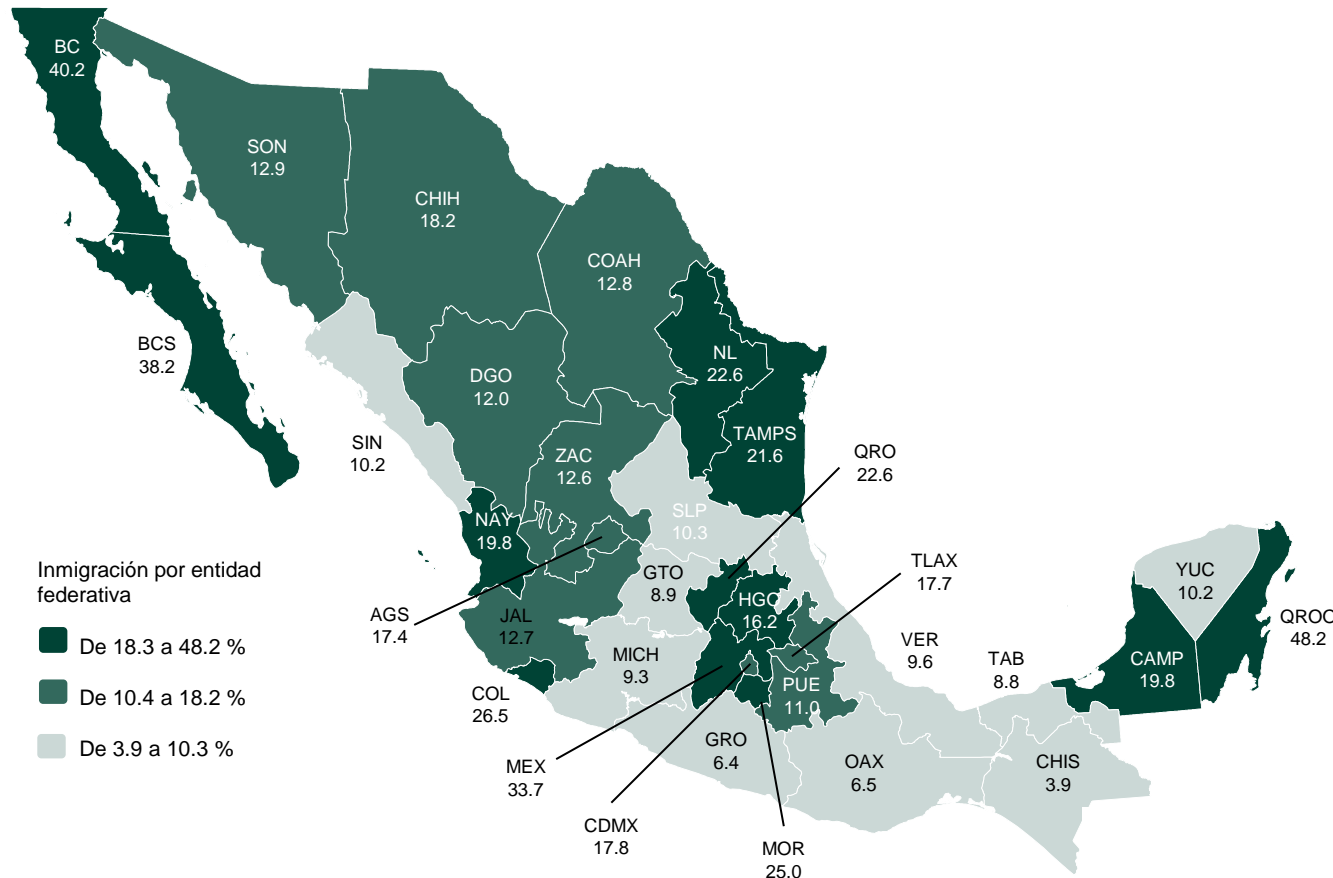 BC
40.2
SON
12.9
CHIH
18.2
COAH
12.8
BCS
38.2
NL
22.6
DGO
12.0
TAMPS
21.6
SIN
10.2
ZAC
12.6
QRO
22.6
NAY
19.8
SLP
10.3
TLAX
17.7
YUC
10.2
GTO
8.9
HGO
16.2
AGS
17.4
JAL
12.7
QROO
48.2
VER
9.6
TAB
8.8
CAMP
19.8
MICH
9.3
PUE
11.0
COL
26.5
GRO
6.4
OAX
6.5
CHIS
3.9
MEX
33.7
CDMX
17.8
MOR
25.0
Inmigración por entidad
federativa
De 18.3 a 48.2 %
De 10.4 a 18.2 %
De 3.9 a 10.3 %